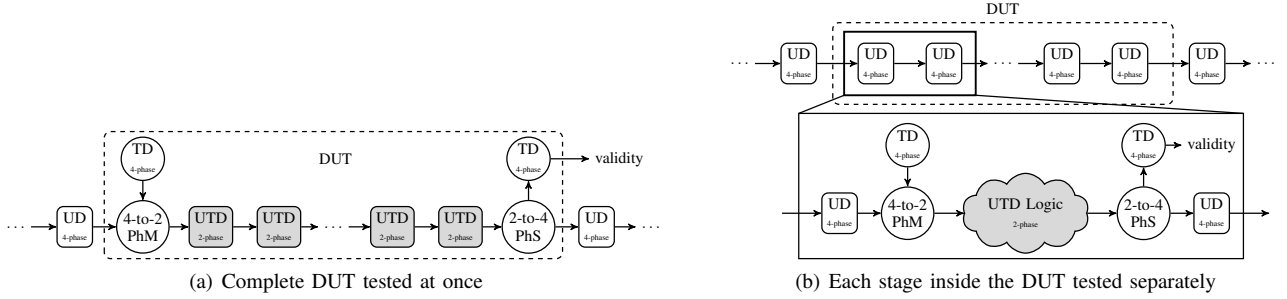 DUT
TD
4-phase
TD
4-phase
validity
· · ·
UD
4-phase
4-to-2
PhM
UTD
2-phase
UTD
2-phase
· · ·
UTD
2-phase
UTD
2-phase
2-to-4
PhS
UD
4-phase
· · ·
(a) Complete DUT tested at once
DUT
· · ·
UD
4-phase
UD
4-phase
UD
4-phase
· · ·
UD
4-phase
UD
4-phase
UD
4-phase
· · ·
TD
4-phase
TD
4-phase
validity
UD
4-phase
4-to-2
PhM
UTD Logic
2-phase
2-to-4
PhS
UD
4-phase
(b) Each stage inside the DUT tested separately